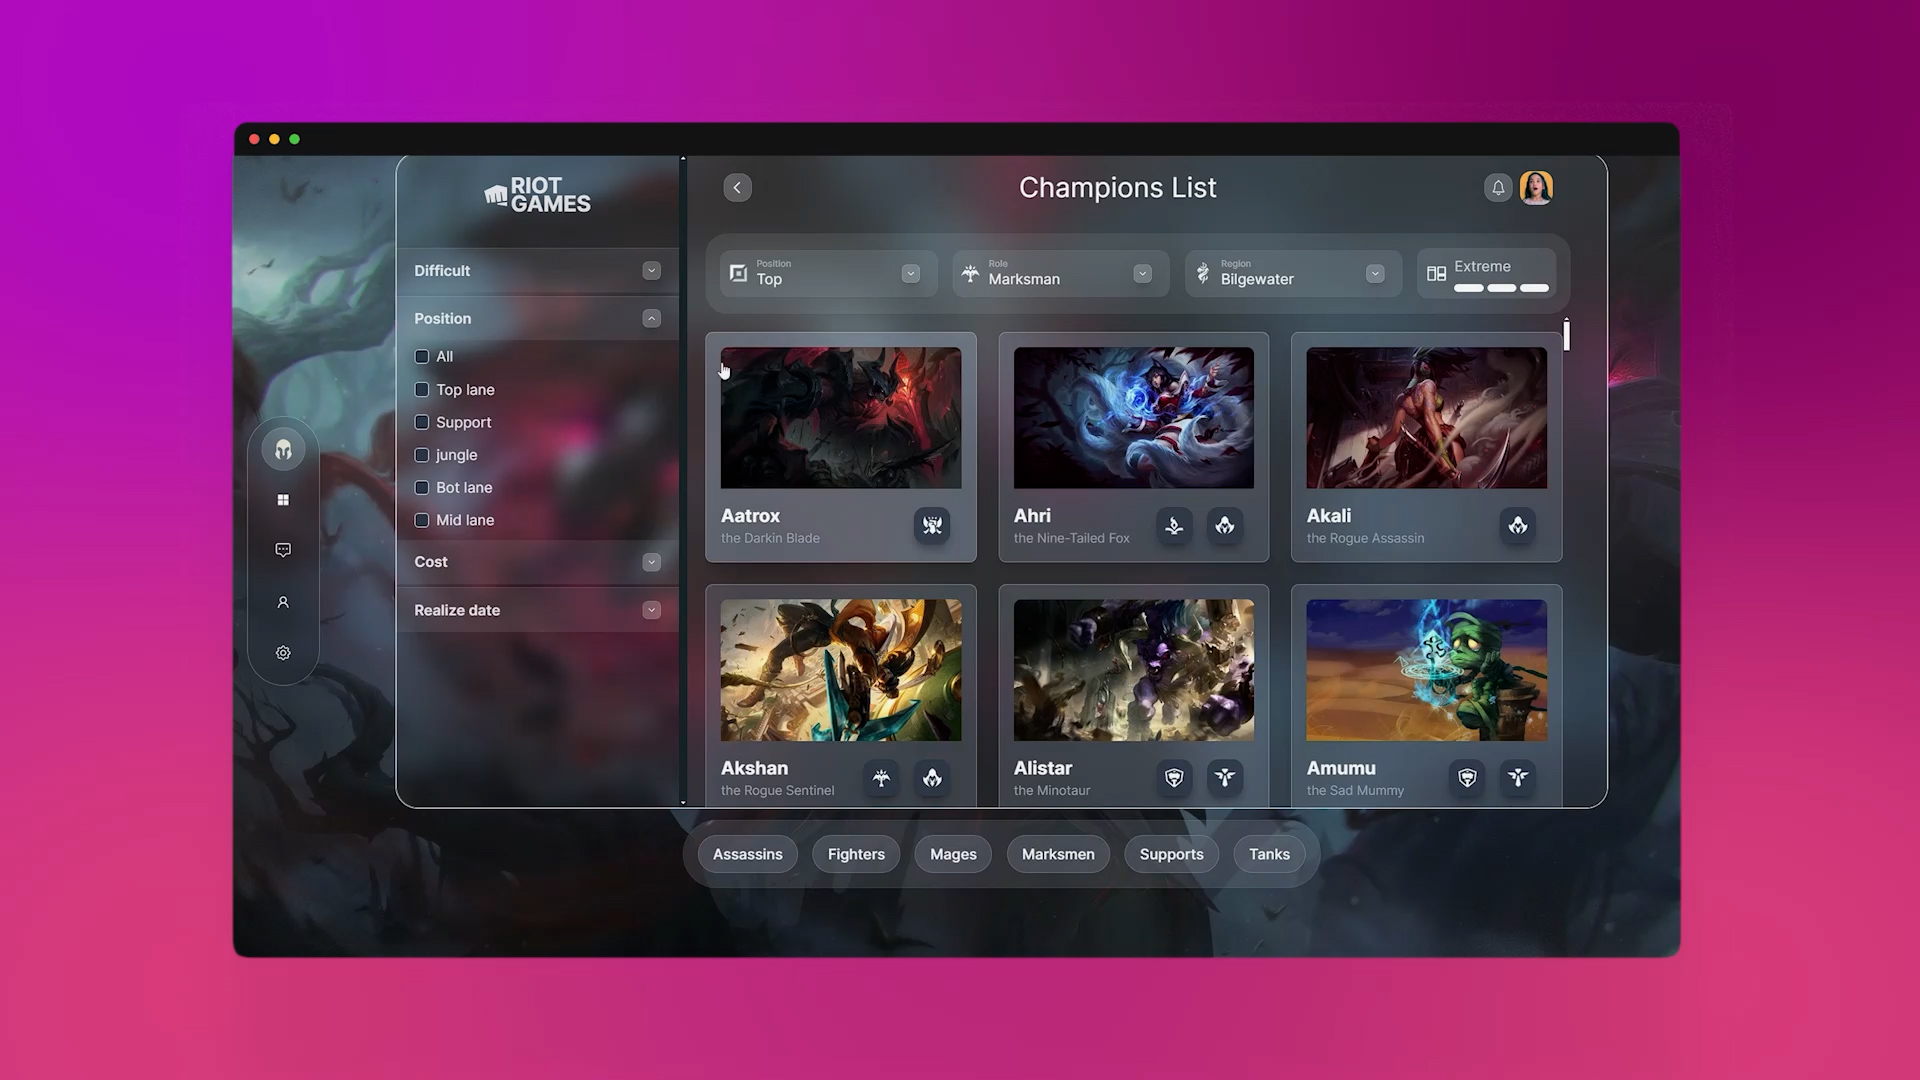 RIOT
GAMES
Champions List
Difficult
Position
All
Top lane
Support
jungle
Bot lane
Mid lane
Cost
Realize date
Position
Top
Role
Marksman
Region
Bilgewater
Extreme
Aatrox
the Darkin Blade
Ahri
the Nine-Tailed Fox
Akali
the Rogue Assassin
Akshan
the Rogue Sentinel
Alistar
the Minotaur
Amumu
the Sad Mummy
Assassins
Fighters
Mages
Marksmen
Supports
Tanks